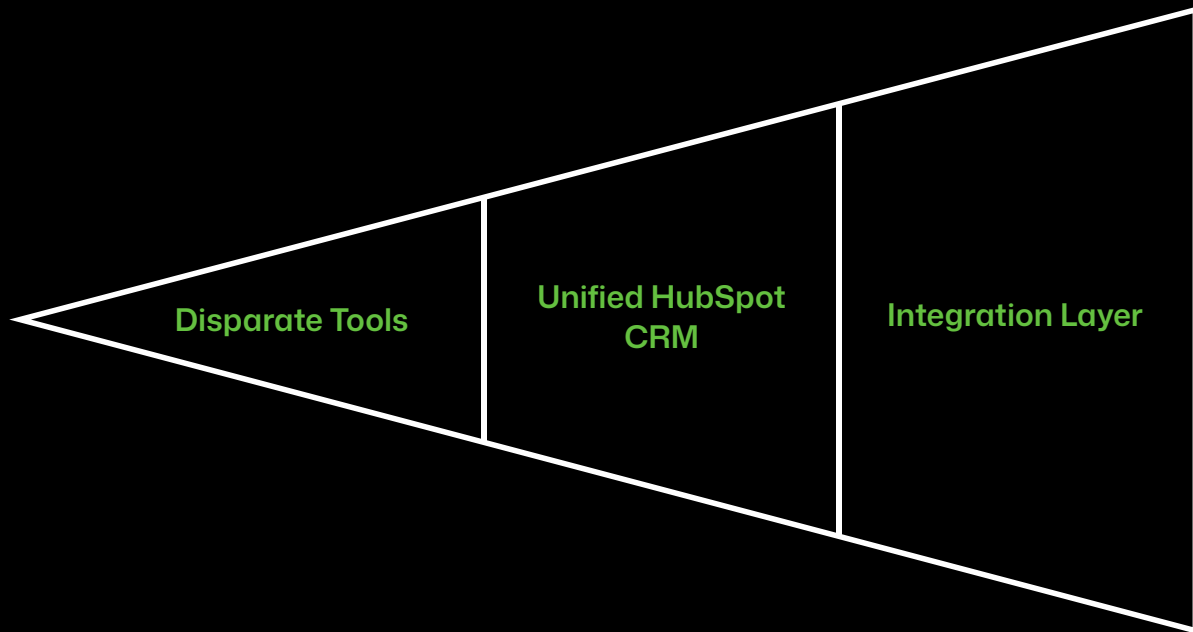 Disparate Tools
Unified HubSpot
CRM
Integration Layer